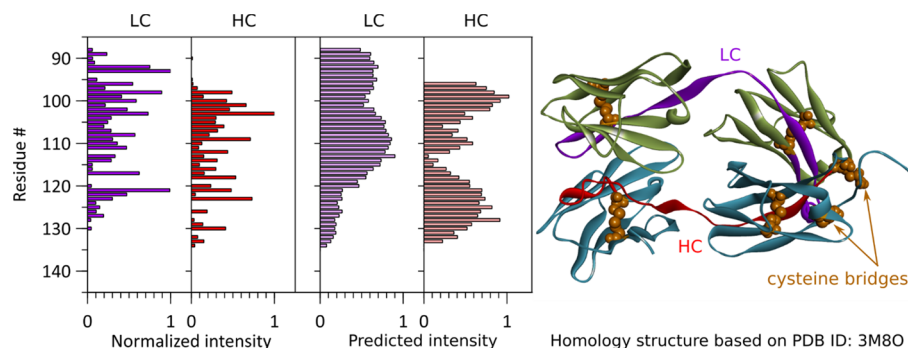 LC HC LC HC
90
100
110
120
130
140
Residue #
0 1 0 1 0 1 0 1
Normalized intensity Predicted intensity
LC
HC
cysteine bridges
Homology structure based on PDB ID: 3M8O